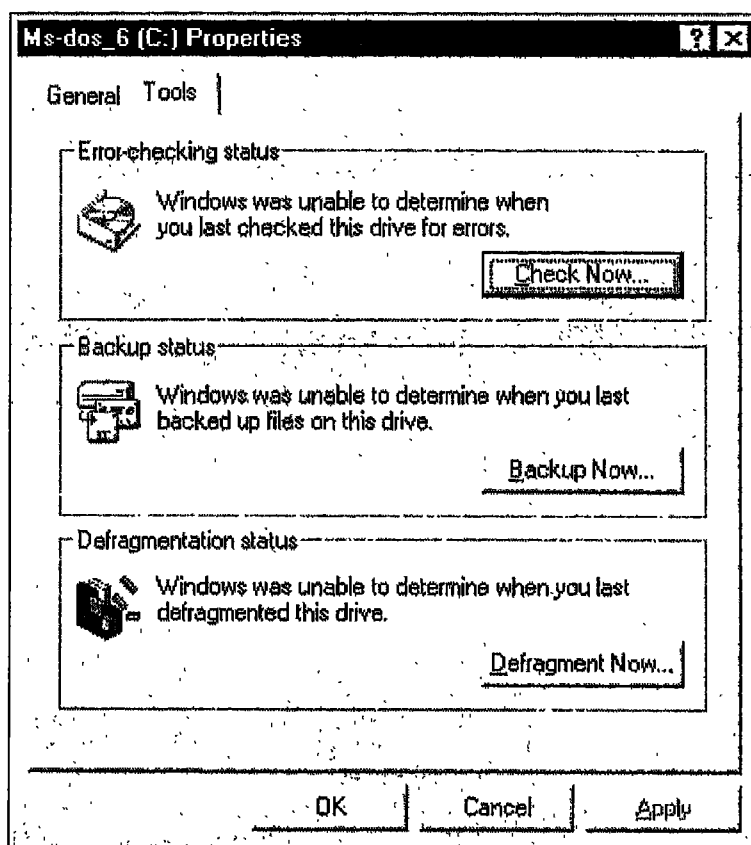 Ms-dos_6 (C:) Properties ? ×
General Tools
Error-checking status
Windows was unable to determine when
you last checked this drive for errors.
Check Now...
Backup status
Windows was unable to determine when you last
backed up files on this drive.
Backup Now...
Defragmentation status
Windows was unable to determine when you last
defragmented this drive.
Defragment Now...
OK Cancel Apply